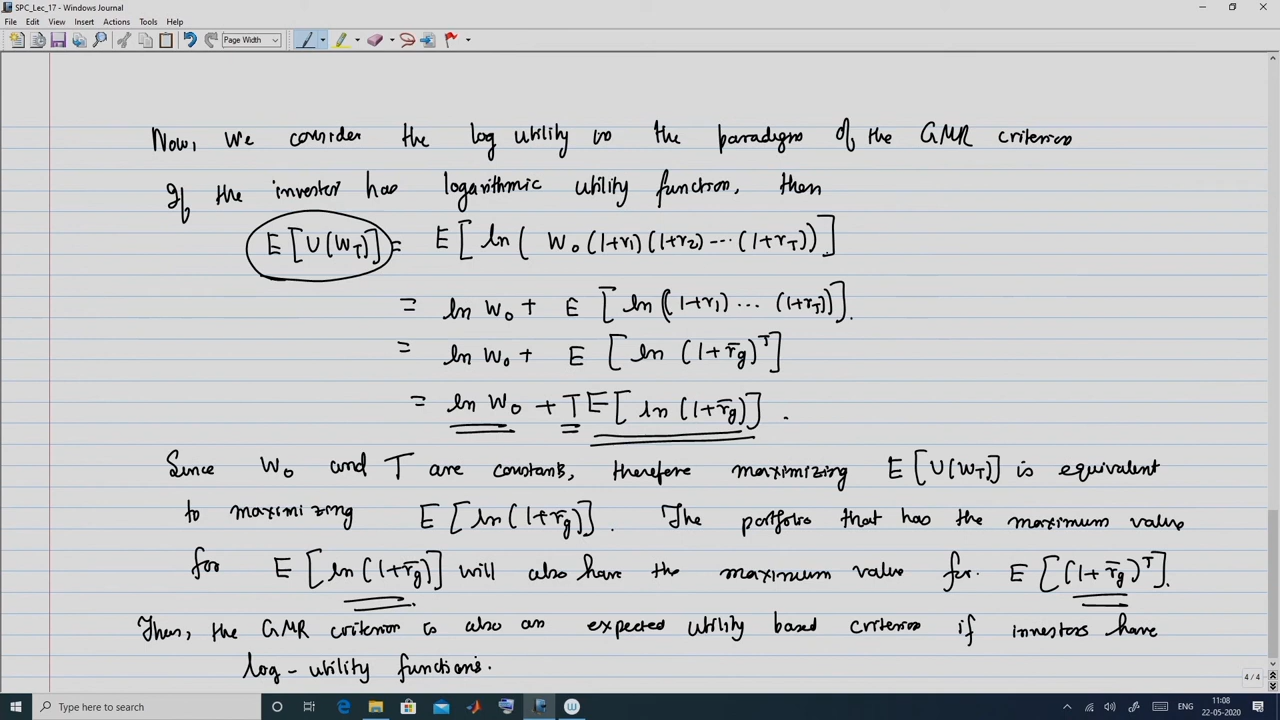 SPC_Lec_17 - Windows Journal
File Edit View Insert Actions Tools Help
Page Width
Now, we consider the log utility in the paradigm of the GMR criterion
If the investor has logarithmic utility function, then
E[U(W_T)] = E[ln(W_0(1+r_1)(1+r_2)---(1+r_T))]
= ln W_0 + E[ln((1+r_1)...(1+r_T))].
= ln W_0 + E[ln(1+r̄_g)^T]
= ln W_0 + T E[ln(1+r̄_g)].
Since W_0 and T are constants, therefore maximizing E[U(W_T)] is equivalent
to maximizing E[ln(1+r̄_g)]. The portfolio that has the maximum value
for E[ln(1+r̄_g)] will also have the maximum value for. E[(1+r̄_g)^T].
Thus, the GMR criterion is also an expected utility based criterion if investors have
log-utility functions.
4/4
Type here to search
ENG
11:08
22-05-2020